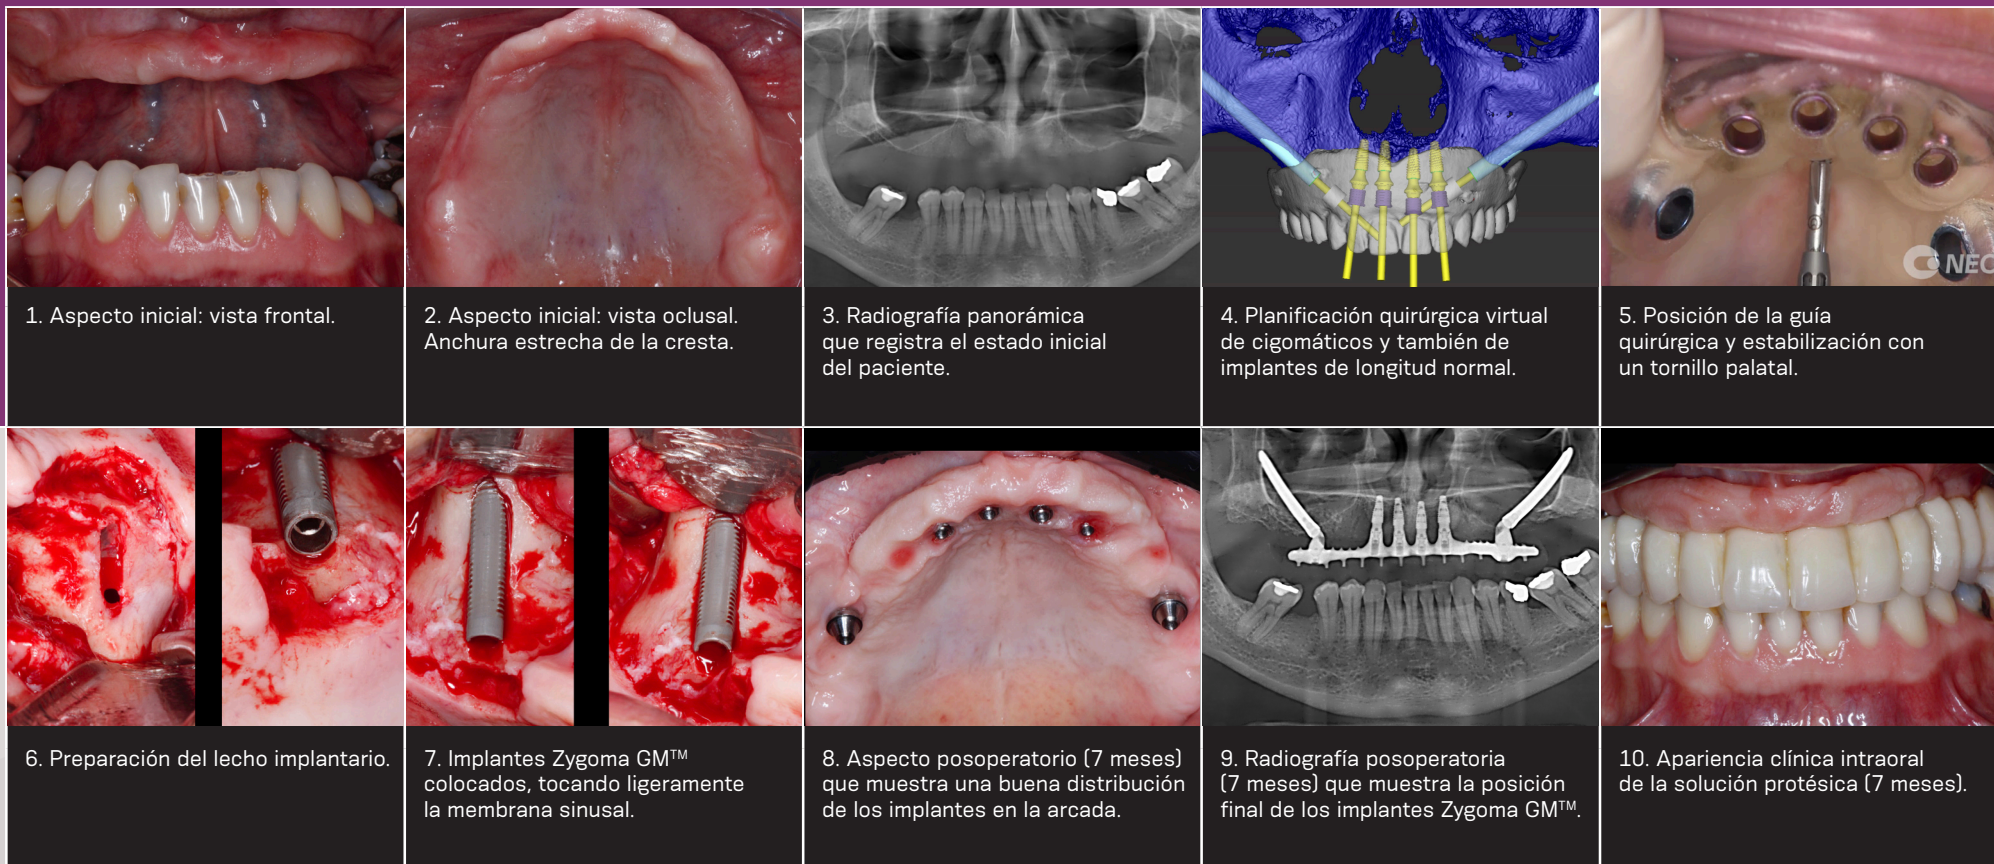 NEO
1. Aspecto inicial: vista frontal.
2. Aspecto inicial: vista oclusal.
Anchura estrecha de la cresta.
3. Radiografía panorámica
que registra el estado inicial
del paciente.
4. Planificación quirúrgica virtual
de cigomáticos y también de
implantes de longitud normal.
5. Posición de la guía
quirúrgica y estabilización con
un tornillo palatal.
6. Preparación del lecho implantario.
7. Implantes Zygoma GM™
colocados, tocando ligeramente
la membrana sinusal.
8. Aspecto posoperatorio (7 meses)
que muestra una buena distribución
de los implantes en la arcada.
9. Radiografía posoperatoria
(7 meses) que muestra la posición
final de los implantes Zygoma GM™.
10. Apariencia clínica intraoral
de la solución protésica (7 meses).